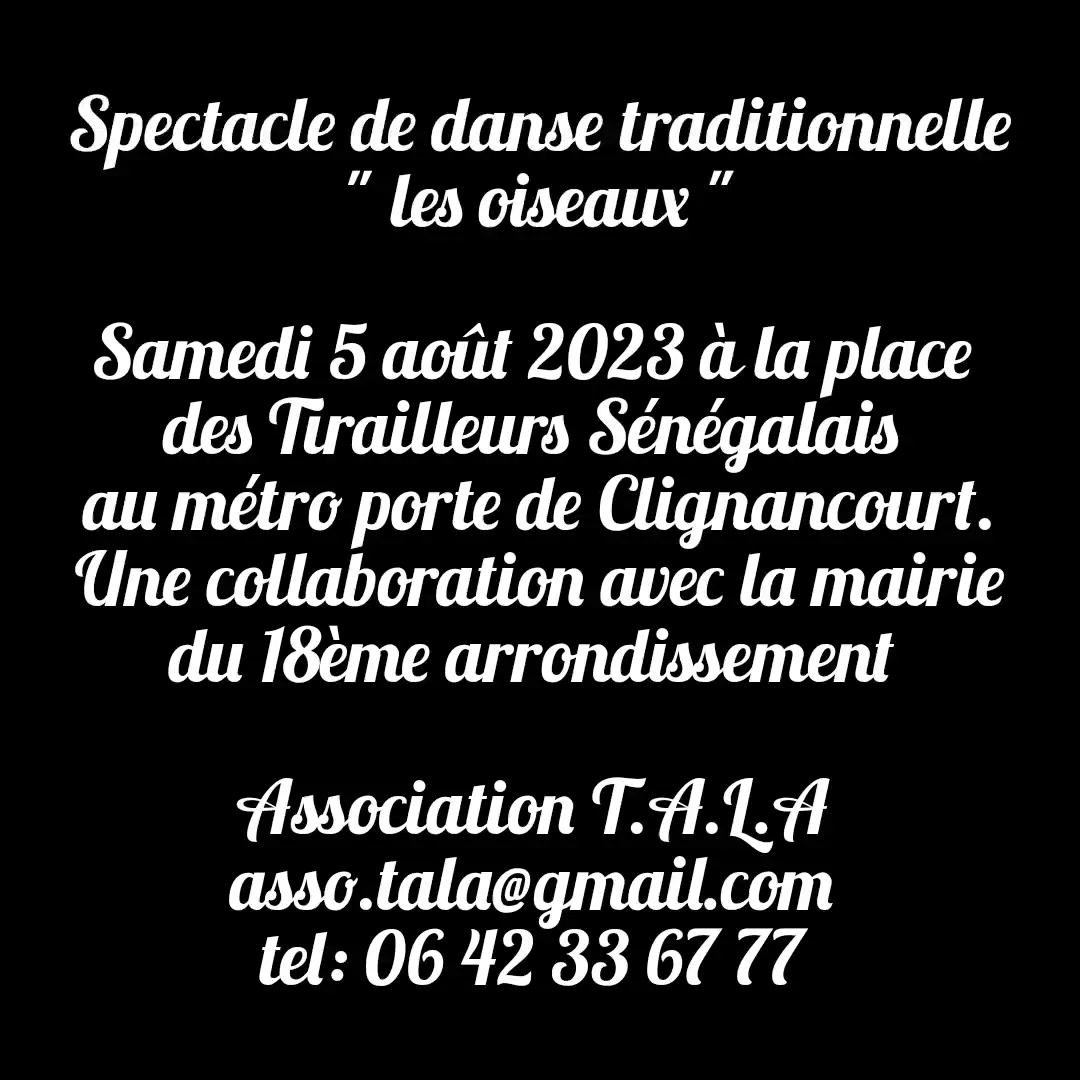 Spectacle de danse traditionnelle
" les oiseaux "
Samedi 5 août 2023 à la place
des Tirailleurs Sénégalais
au métro porte de Clignancourt.
Une collaboration avec la mairie
du 18ème arrondissement
Association T.A.L.A
asso.tala@gmail.com
tel: 06 42 33 67 77